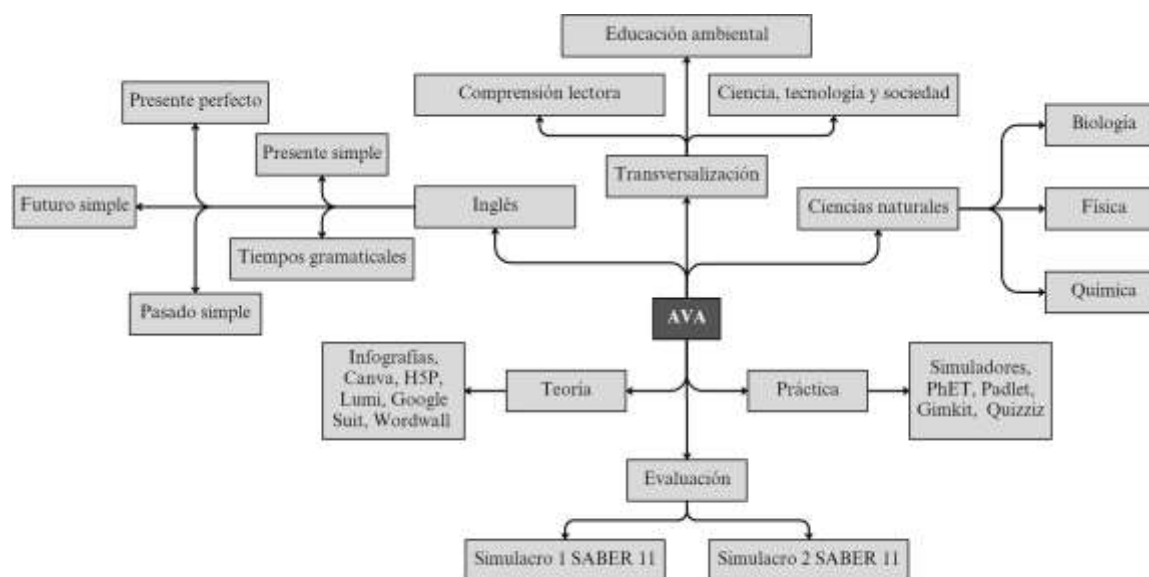 Educación ambiental
Comprensión lectora
Ciencia, tecnología y sociedad
Presente perfecto
Biología
Presente simple
Transversalización
Futuro simple
Inglés
Ciencias naturales
Física
Tiempos gramaticales
Química
Pasado simple
AVA
Infografías,
Canva, H5P,
Lumi, Google
Suit, Wordwall
Teoría
Práctica
Simuladores,
PhET, Padlet,
Gimkit, Quizziz
Evaluación
Simulacro 1 SABER 11
Simulacro 2 SABER 11